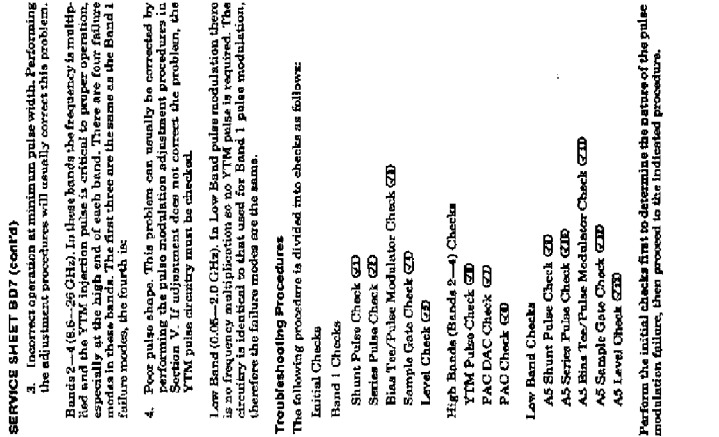 SERVICE SHEET BD7 (cont'd)
3. Incorrect operation at minimum pulse width. Performing
the adjustment procedures will usually correct this problem.
Bands 2—4 (6.6—26 GHz). In these bands the frequency is multip-
lied and the YTM injection pulse is critical to proper operation,
especially at the high end of each band. There are four failure
modes in these bands. The first three are the same as the Band 1
failure modes, the fourth is:
4. Poor pulse shape. This problem can usually be corrected by
performing the pulse modulation adjustment procedures in
Section V. If adjustment does not correct the problem, the
YTM pulse circuitry must be checked.
Low Band (0.05—2.0 GHz). In Low Band pulse modulation there
is no frequency multiplication so no YTM pulse is required. The
circuitry is identical to that used for Band 1 pulse modulation,
therefore the failure modes are the same.
Troubleshooting Procedures
The following procedure is divided into checks as follows:
Initial Checks
Band 1 Checks
Shunt Pulse Check
Series Pulse Check
Bias Tee/Pulse Modulator Check
Sample Gate Check
Level Check
High Bands (Bands 2—4) Checks
YTM Pulse Check
PAC DAC Check
PAC Check
Low Band Checks
A5 Shunt Pulse Check
A5 Series Pulse Check
A5 Bias Tee/Pulse Modulator Check
A5 Sample Gate Check
A5 Level Check
Perform the initial checks first to determine the nature of the pulse
modulation failure, then proceed to the indicated procedure.